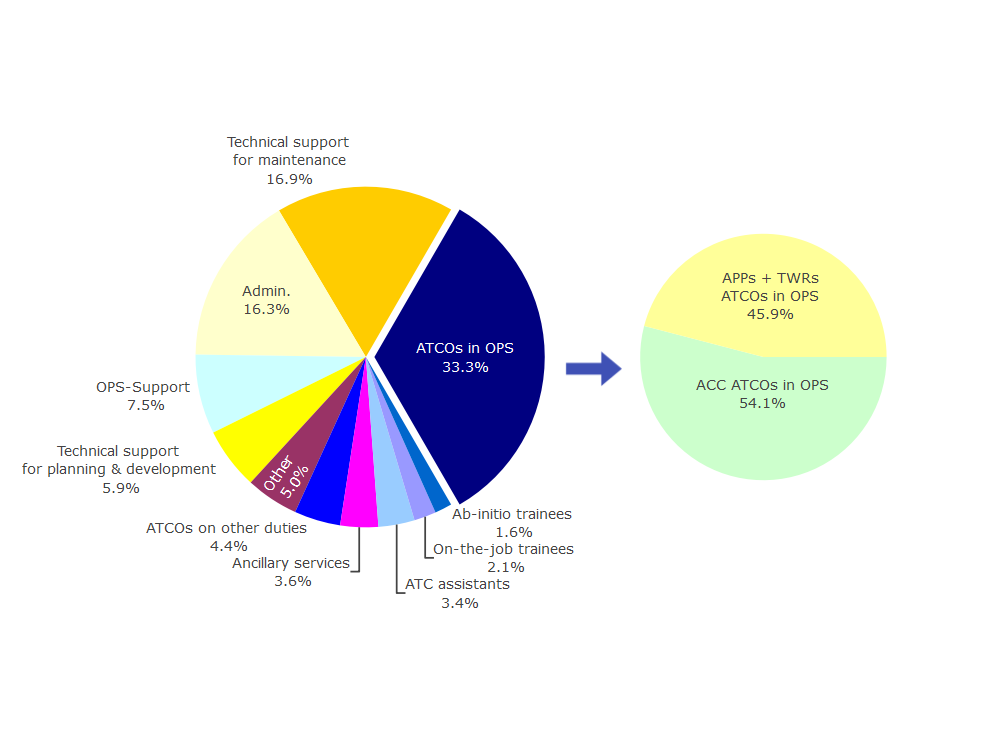 Technical support
for maintenance
16.9%
Admin.
16.3%
ATCOs in OPS
33.3%
OPS-Support
7.5%
Technical support
for planning & development
5.9%
Other
5.0%
ATCOs on other duties
4.4%
Ancillary services
3.6%
ATC assistants
3.4%
On-the-job trainees
2.1%
Ab-initio trainees
1.6%
APPs + TWRs
ATCOs in OPS
45.9%
ACC ATCOs in OPS
54.1%